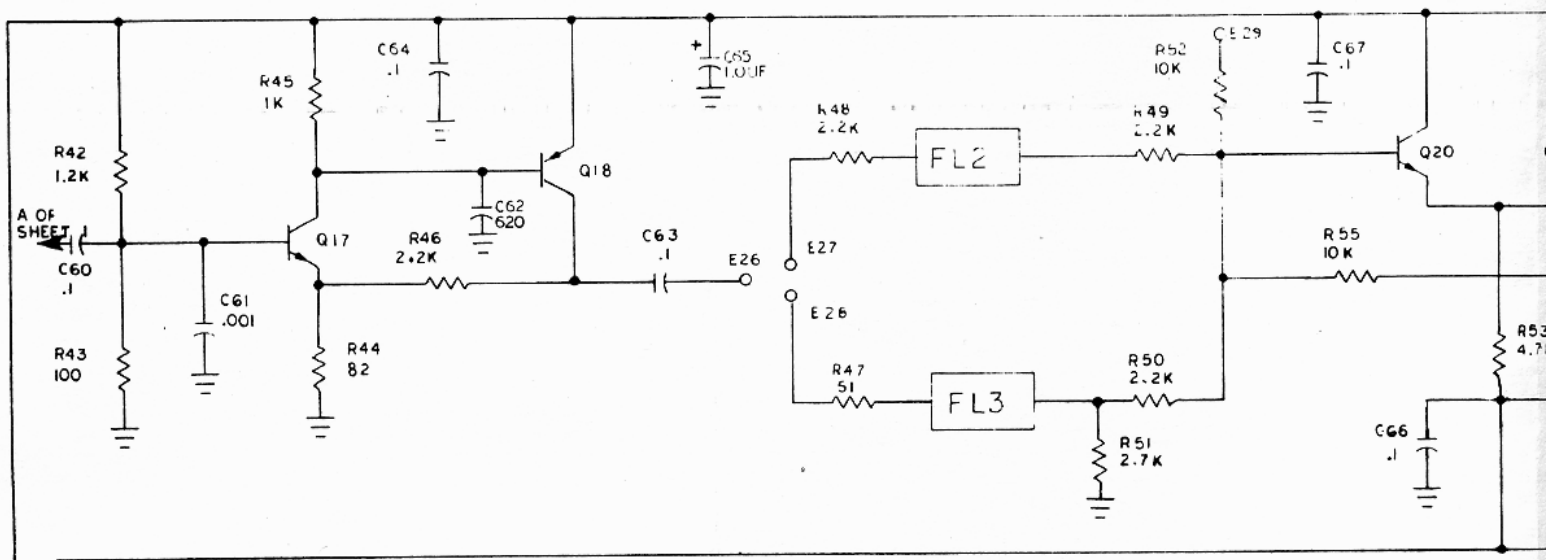 C64
.1
+
C65
1.0UF
R52
10K
C67
.1
R45
1K
R48
2.2K
R49
2.2K
R42
1.2K
FL2
Q20
Q18
A OF
SHEET 1
C62
620
C60
.1
Q17
R46
2.2K
C63
.1
E26
E27
R55
10K
C61
.001
E28
R43
100
R44
82
R47
51
FL3
R50
2.2K
R53
R51
2.7K
C66
.1